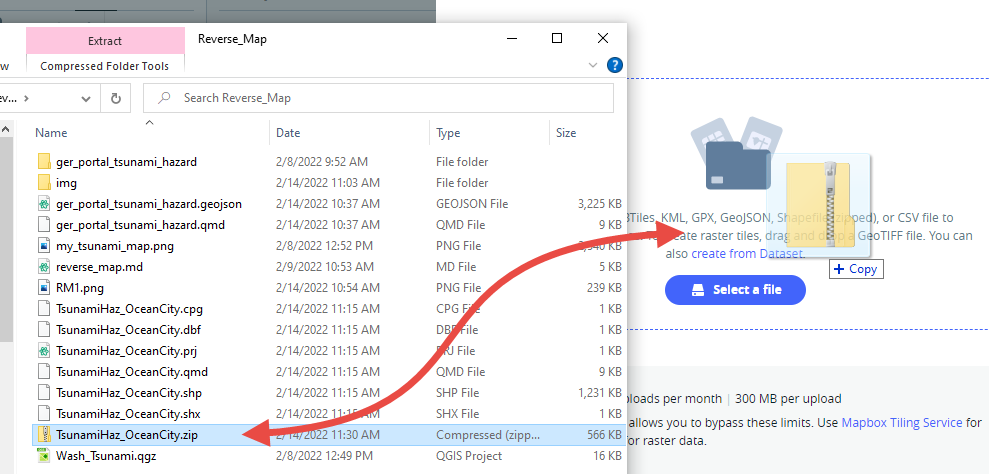 Extract
Reverse_Map
Compressed Folder Tools
Search Reverse_Map
Name Date Type Size
ger_portal_tsunami_hazard 2/8/2022 9:52 AM File folder
img 2/14/2022 11:03 AM File folder
ger_portal_tsunami_hazard.geojson 2/14/2022 10:37 AM GEOJSON File 3,225 KB
ger_portal_tsunami_hazard.qmd 2/14/2022 10:37 AM QMD File 9 KB
my_tsunami_map.png 2/8/2022 12:52 PM PNG File KB
reverse_map.md 2/9/2022 10:53 AM MD File 5 KB
RM1.png 2/14/2022 10:54 AM PNG File 239 KB
TsunamiHaz_OceanCity.cpg 2/14/2022 11:15 AM CPG File 1 KB
TsunamiHaz_OceanCity.dbf 2/14/2022 11:15 AM DBF File 1 KB
TsunamiHaz_OceanCity.prj 2/14/2022 11:15 AM PRJ File 1 KB
TsunamiHaz_OceanCity.qmd 2/14/2022 11:15 AM QMD File 9 KB
TsunamiHaz_OceanCity.shp 2/14/2022 11:15 AM SHP File 1,231 KB
TsunamiHaz_OceanCity.shx 2/14/2022 11:15 AM SHX File 1 KB
TsunamiHaz_OceanCity.zip 2/14/2022 11:30 AM Compressed (zipp... 566 KB
Wash_Tsunami.qgz 2/8/2022 12:49 PM QGIS Project 16 KB
Tiles, KML, GPX, GeoJSON, Shapefile (zipped), or CSV file to
create raster tiles, drag and drop a GeoTIFF file. You can
also create from Dataset.
Copy
Select a file
loads per month | 300 MB per upload
allows you to bypass these limits. Use Mapbox Tiling Service for
for raster data.